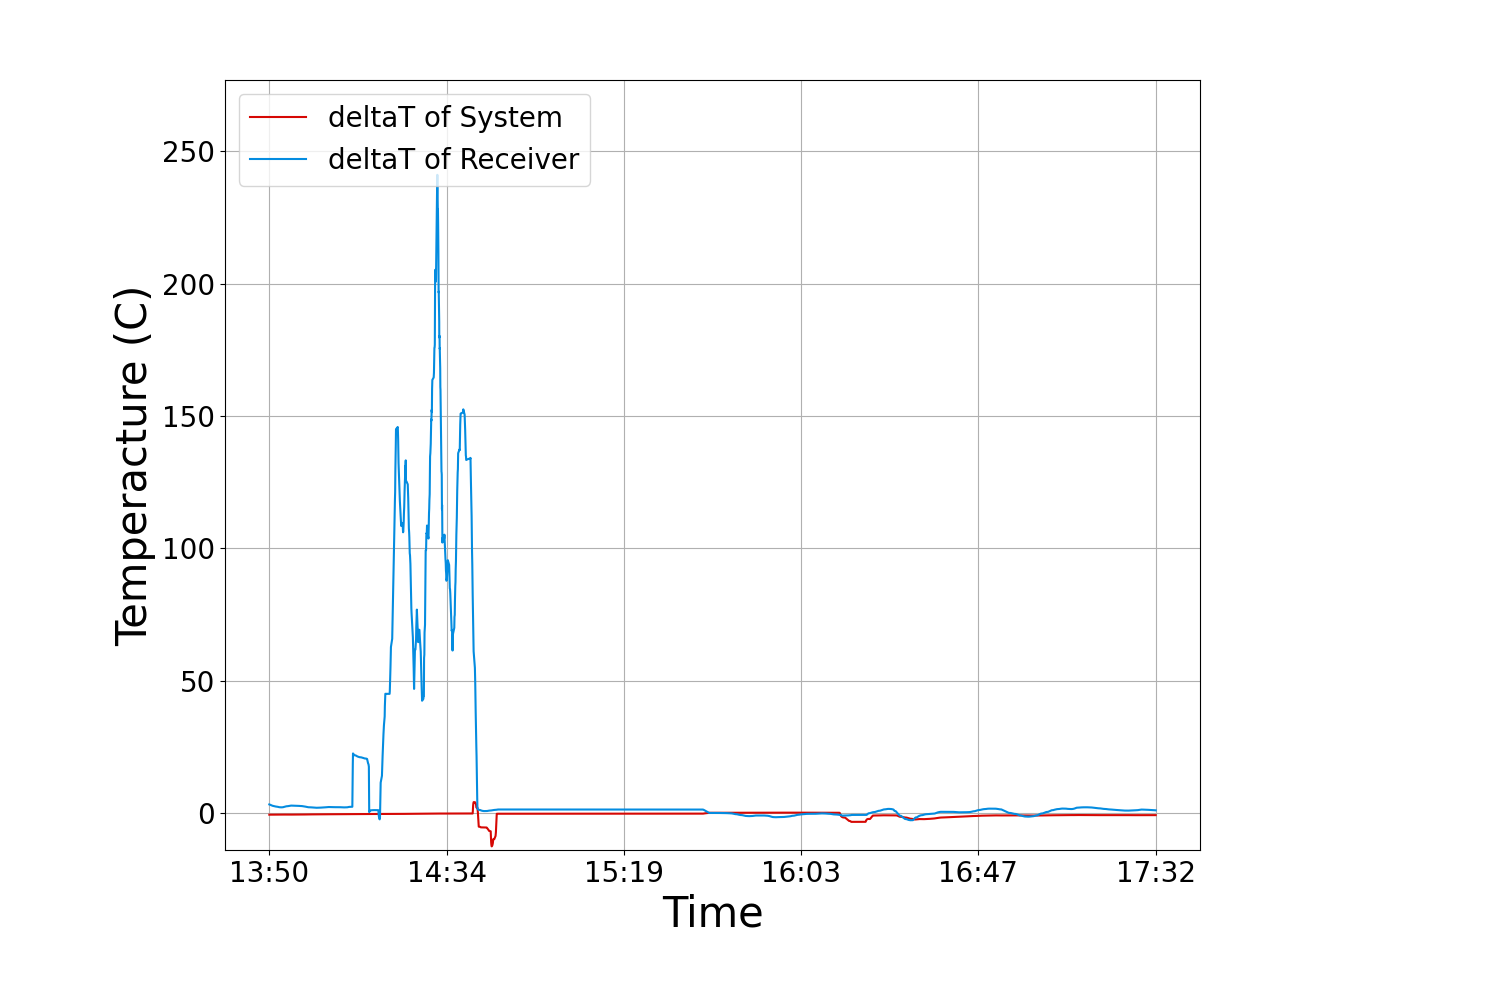 deltaT of System
deltaT of Receiver
250
200
150
100
50
0
Temperacture (C)
13:50 14:34 15:19 16:03 16:47 17:32
Time